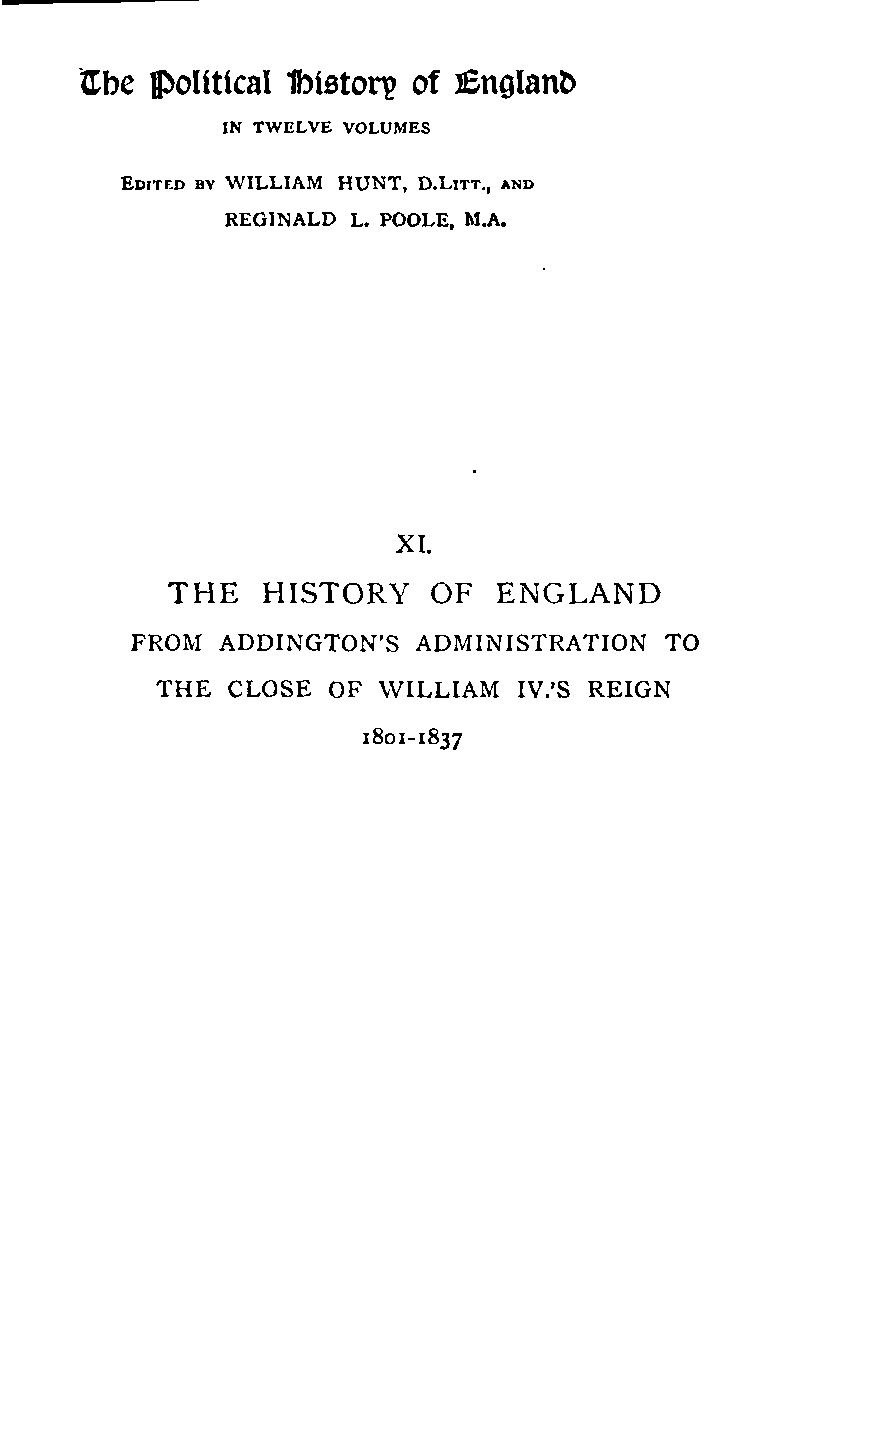 The Political History of England
IN TWELVE VOLUMES
EDITED BY WILLIAM HUNT, D.LITT., AND
REGINALD L. POOLE, M.A.
XI.
THE HISTORY OF ENGLAND
FROM ADDINGTON'S ADMINISTRATION TO
THE CLOSE OF WILLIAM IV.'S REIGN
1801-1837